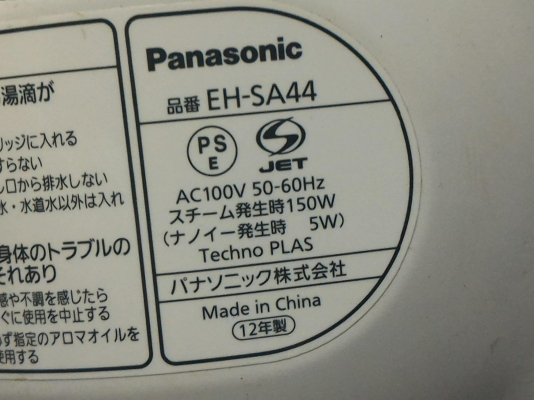 湯滴が
リッジに入れる
すらない
し口から排水しない
水・水道水以外は入れ
身体のトラブルの
それあり
感や不調を感じたら
ぐに使用を中止する
ず指定のアロマオイルを
使用する
Panasonic
品番 EH-SA44
PS
E
JET
AC100V 50-60Hz
スチーム発生時150W
(ナノイー発生時 5W)
Techno PLAS
パナソニック株式会社
Made in China
12年製